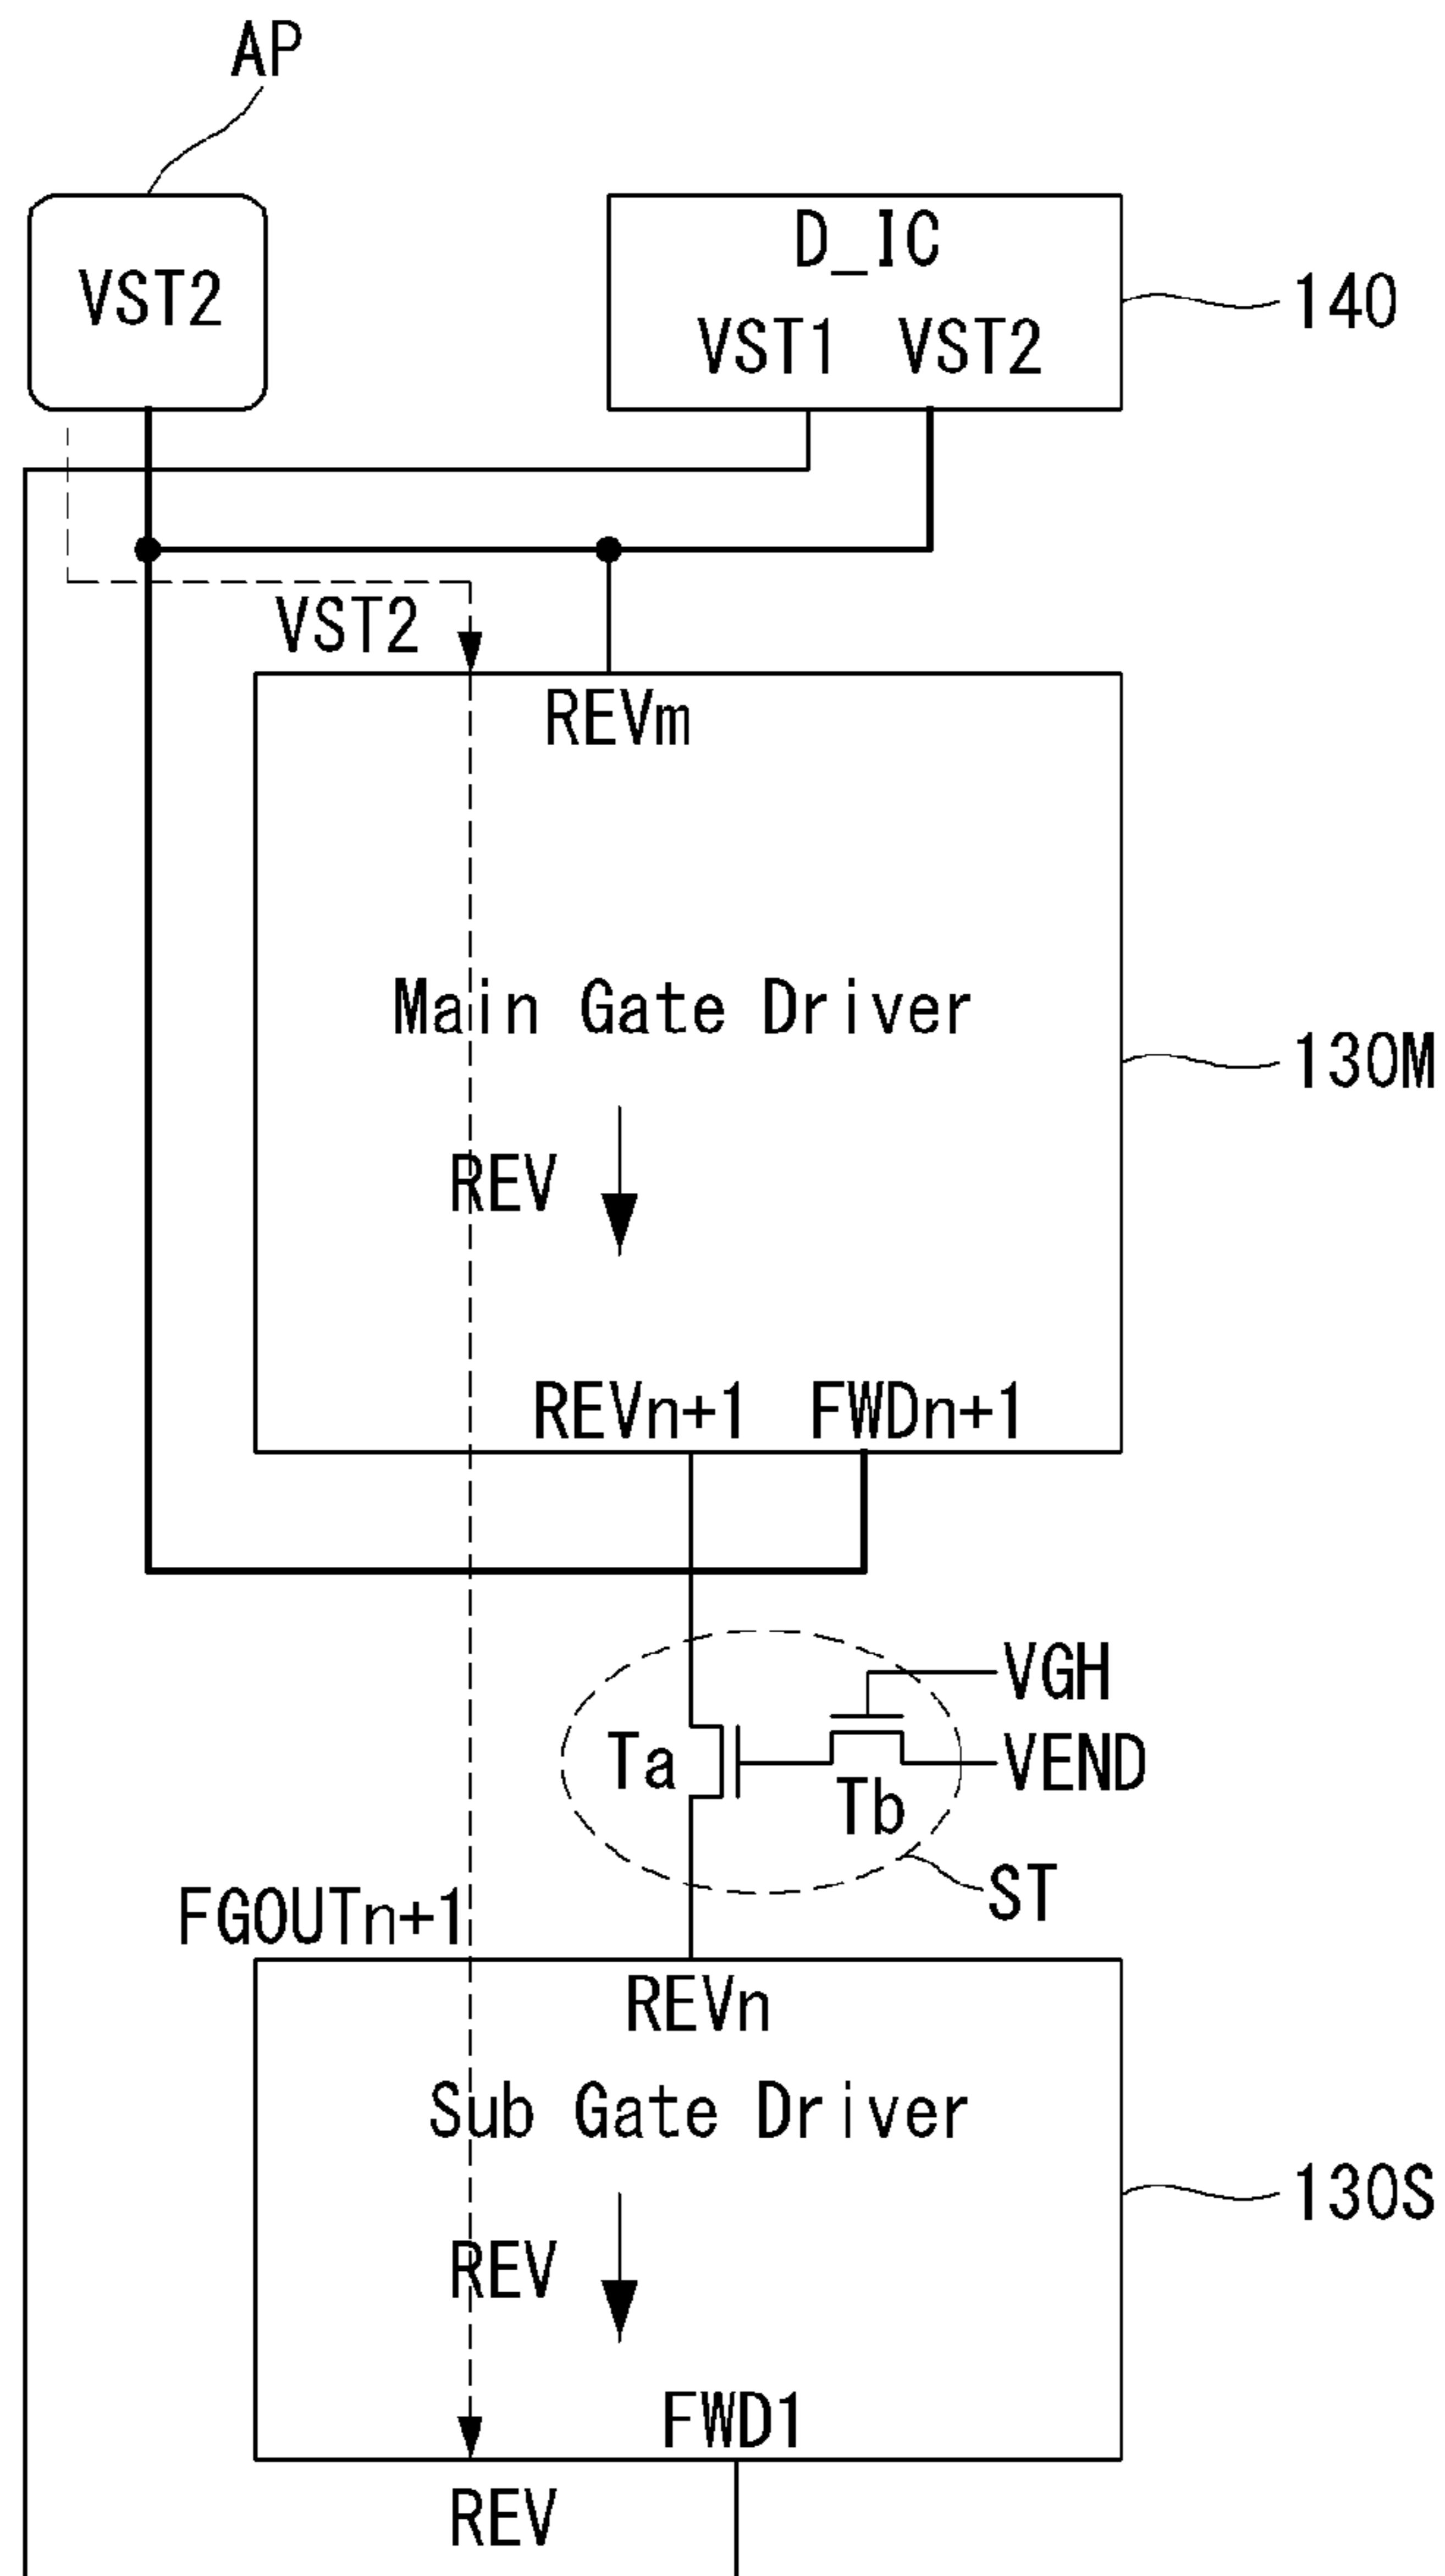 AP
VST2
D_IC
VST1 VST2
140
VST2
REVm
Main Gate Driver
130M
REV
REVn+1 FWDn+1
VGH
Ta
VEND
Tb
ST
FGOUTn+1
REVn
Sub Gate Driver
130S
REV
FWD1
REV